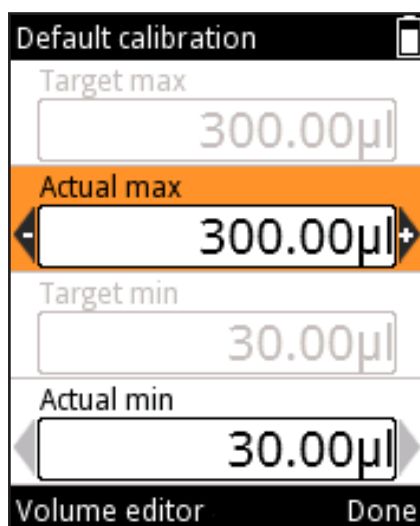 Default calibration
Target max
300.00µl
Actual max
- 300.00µl +
Target min
30.00µl
Actual min
30.00µl
Volume editor Done